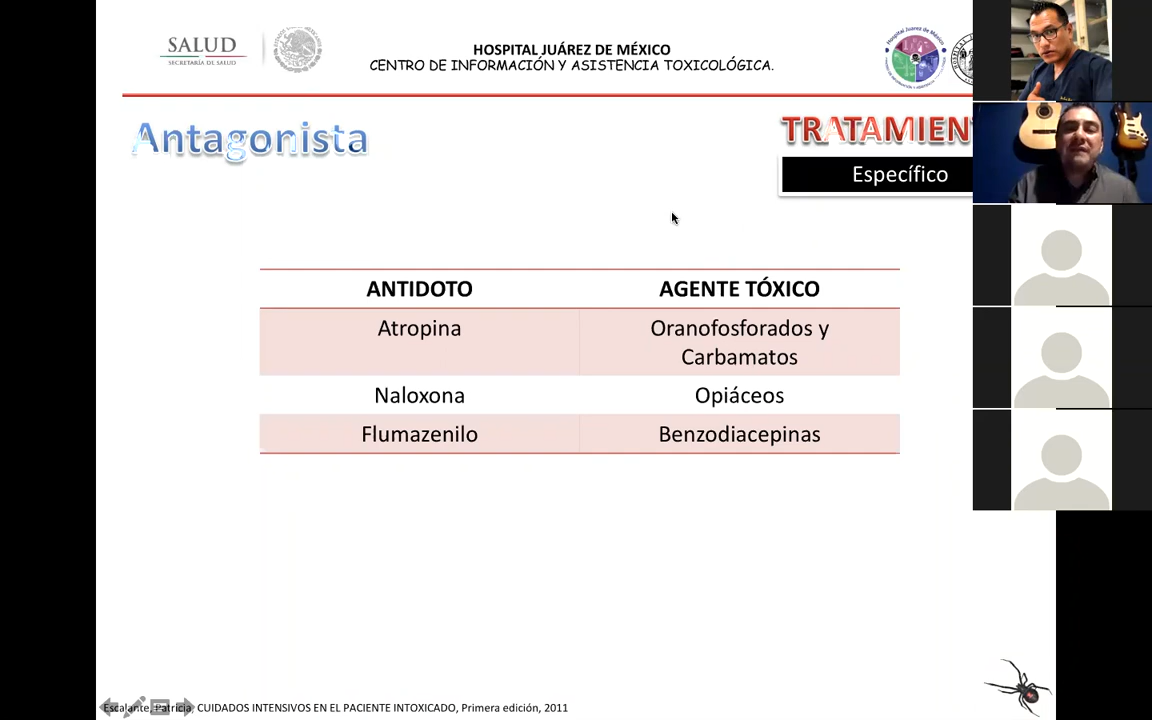 SALUD
SECRETARÍA DE SALUD
HOSPITAL JUÁREZ DE MÉXICO
CENTRO DE INFORMACIÓN Y ASISTENCIA TOXICOLÓGICA.
Antagonista
TRATAMIEN
Específico
ANTIDOTO AGENTE TÓXICO
Atropina Oranofosforados y
Carbamatos
Naloxona Opiáceos
Flumazenilo Benzodiacepinas
Escalante, Patricia, CUIDADOS INTENSIVOS EN EL PACIENTE INTOXICADO, Primera edición, 2011